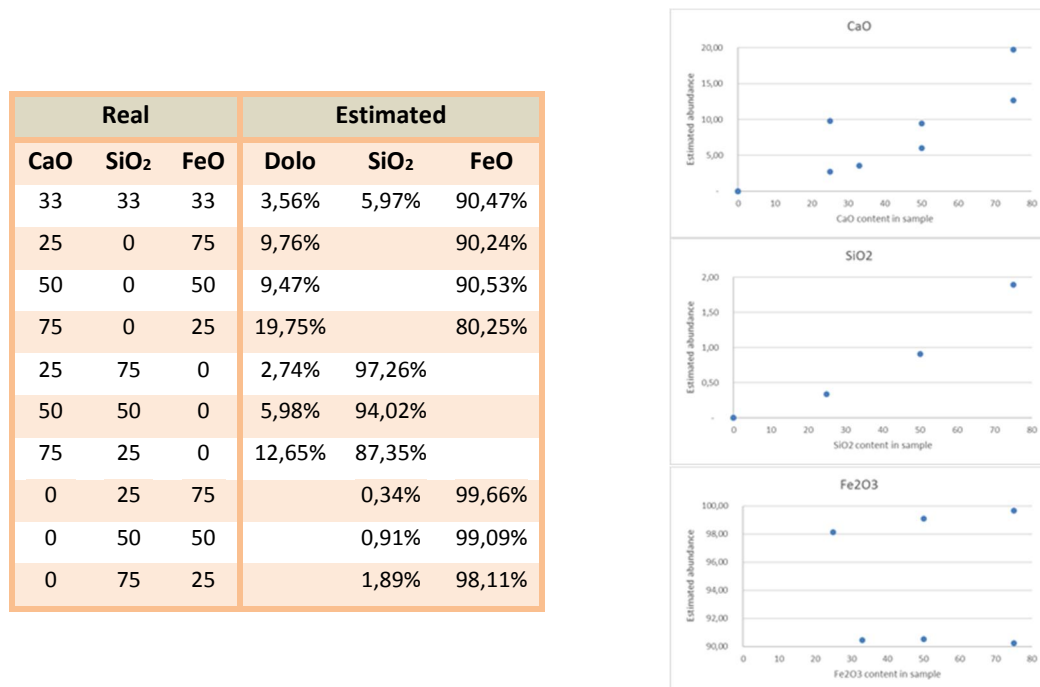 Real Estimated
CaO SiO₂ FeO Dolo SiO₂ FeO
33 33 33 3,56% 5,97% 90,47%
25 0 75 9,76% 90,24%
50 0 50 9,47% 90,53%
75 0 25 19,75% 80,25%
25 75 0 2,74% 97,26%
50 50 0 5,98% 94,02%
75 25 0 12,65% 87,35%
0 25 75 0,34% 99,66%
0 50 50 0,91% 99,09%
0 75 25 1,89% 98,11%
CaO
Estimated abundance
20,00
15,00
10,00
5,00
-
0 10 20 30 40 50 60 70 80
CaO content in sample
SiO2
Estimated abundance
2,00
1,50
1,00
0,50
-
0 10 20 30 40 50 60 70 80
SiO2 content in sample
Fe2O3
Estimated abundance
100,00
98,00
96,00
94,00
92,00
90,00
0 10 20 30 40 50 60 70 80
Fe2O3 content in sample